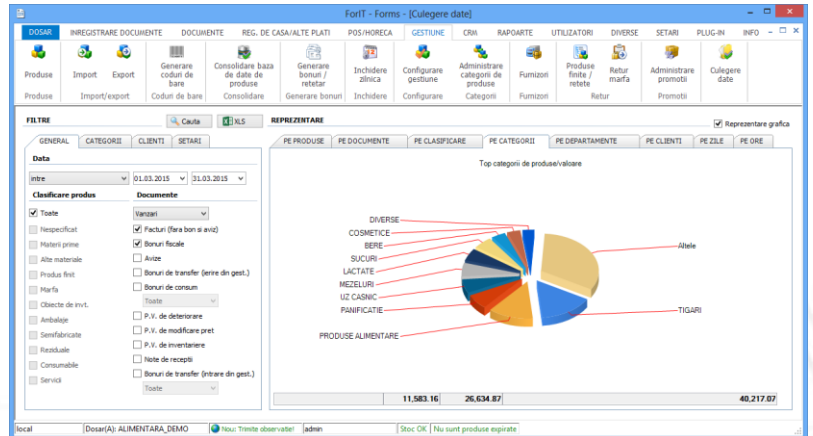 ForIT - Forms - [Culegere date]
DOSAR INREGISTRARE DOCUMENTE DOCUMENTE REG. DE CASA/ALTE PLATI POS/HORECA GESTIUNE CRM RAPOARTE UTILIZATORI DIVERSE SETARI PLUG-IN INFO
Produse Import Export Generare coduri de bare Consolidare baza de date de produse Generare bonuri / retetar Inchidere zilnica Configurare gestiune Administrare categorii de produse Furnizori Produse finite / retete Retur marfa Administrare promotii Culegere date
Produse Import/export Coduri de bare Consolidare Generare bonuri Inchidere Configurare Categorii Furnizori Retur Promotii
FILTRE Cauta XLS REPREZENTARE Reprezentare grafica
GENERAL CATEGORII CLIENTI SETARI
PE PRODUSE PE DOCUMENTE PE CLASIFICARE PE CATEGORII PE DEPARTAMENTE PE CLIENTI PE ZILE PE ORE
Data
intre 01.03.2015 31.03.2015
Clasificare produs Documente
Toate Vanzari
Nespecificat Facturi (fara bon si aviz)
Materii prime Bonuri fiscale
Alte materiale Avize
Produs finit Bonuri de transfer (ierire din gest.)
Marfa Bonuri de consum
Obiecte de invt. Toate
Ambalaje P.V. de deteriorare
Semifabricate P.V. de modificare pret
Reziduale P.V. de inventariere
Consumabile Note de receptii
Servicii Bonuri de transfer (intrare din gest.)
Toate
Top categorii de produse/valoare
DIVERSE
COSMETICE
BERE
SUCURI
LACTATE
MEZELURI
UZ CASNIC
PANIFICATIE
PRODUSE ALIMENTARE
Altele
TIGARI
11,583.16 26,634.87 40,217.07
local Dosar(A): ALIMENTARA_DEMO Nou: Trimite observatie! admin Stoc OK Nu sunt produse expirate